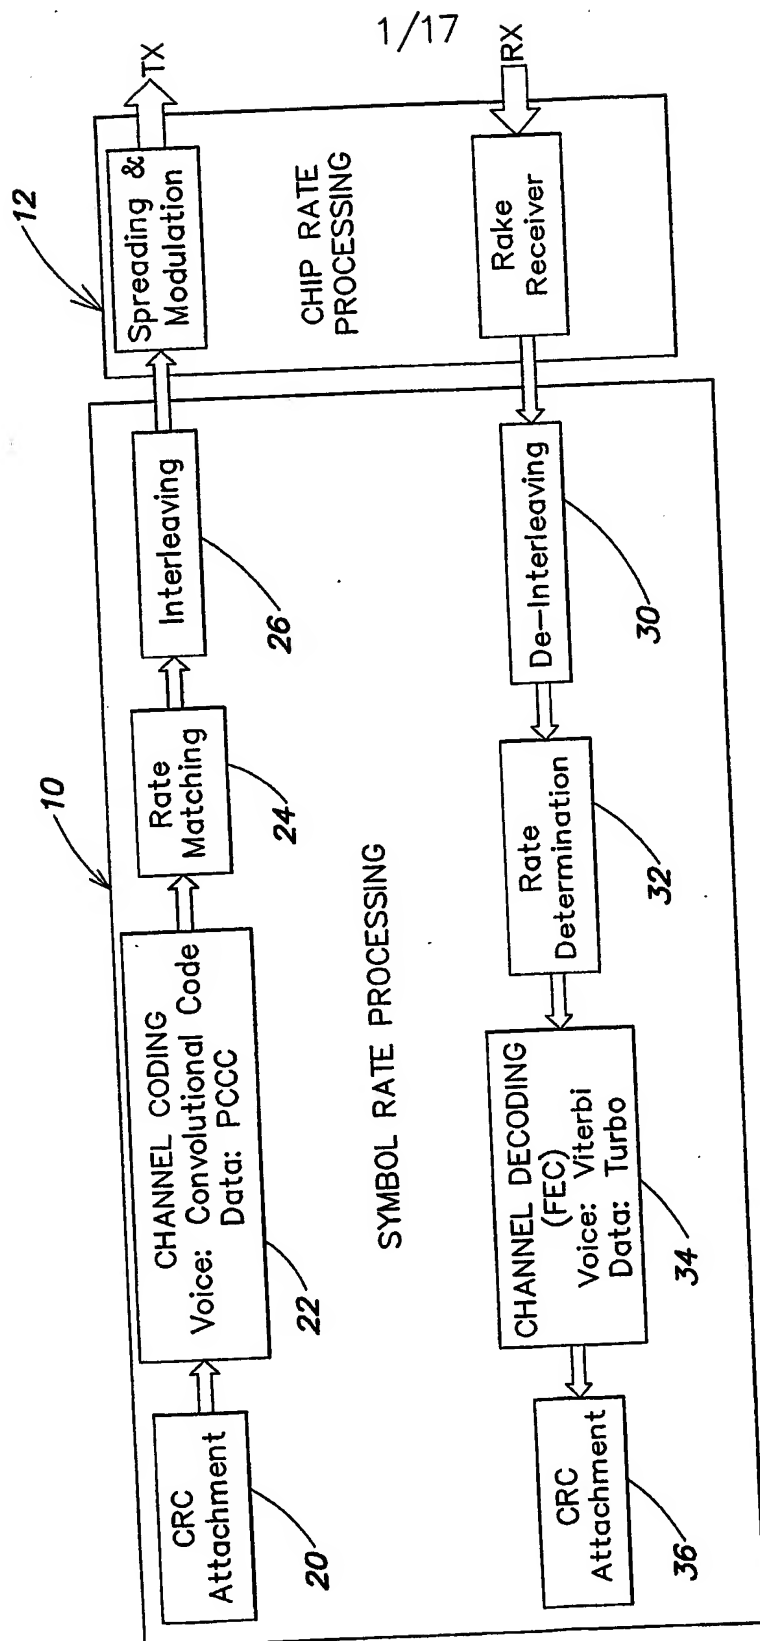 1/17
10
12
CRC
Attachment
20
CHANNEL CODING
Voice: Convolutional Code
Data: PCCC
22
Rate
Matching
24
Interleaving
26
Spreading &
Modulation
TX
SYMBOL RATE PROCESSING
CHIP RATE
PROCESSING
CRC
Attachment
36
CHANNEL DECODING
(FEC)
Voice: Viterbi
Data: Turbo
34
Rate
Determination
32
De-Interleaving
30
Rake
Receiver
RX